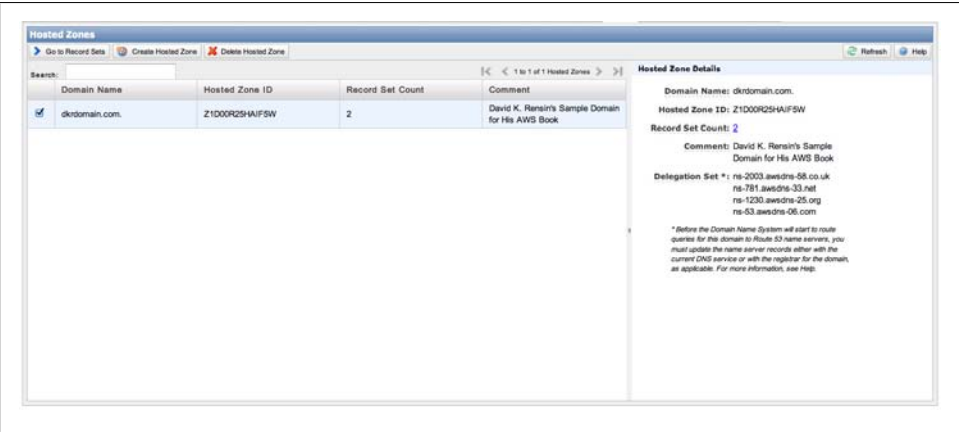 Hosted Zones
Go to Record Sets Create Hosted Zone Delete Hosted Zone Refresh Help
Search: 1 to 1 of 1 Hosted Zones
Domain Name Hosted Zone ID Record Set Count Comment
dkrdomain.com. Z1D00R25HAIF5W 2 David K. Rensin's Sample Domain
for His AWS Book
Hosted Zone Details
Domain Name: dkrdomain.com.
Hosted Zone ID: Z1D00R25HAIF5W
Record Set Count: 2
Comment: David K. Rensin's Sample
Domain for His AWS Book
Delegation Set *: ns-2003.awsdns-58.co.uk
ns-781.awsdns-33.net
ns-1230.awsdns-25.org
ns-53.awsdns-06.com
* Before the Domain Name System will start to route
queries for this domain to Route 53 name servers, you
must update the name server records either with the
current DNS service or with the registrar for the domain,
as applicable. For more information, see Help.